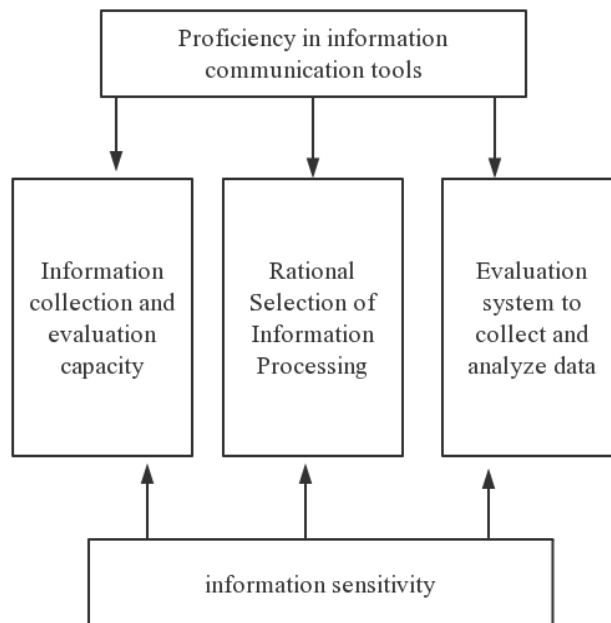 Proficiency in information
communication tools
Information
collection and
evaluation
capacity
Rational
Selection of
Information
Processing
Evaluation
system to
collect and
analyze data
information sensitivity